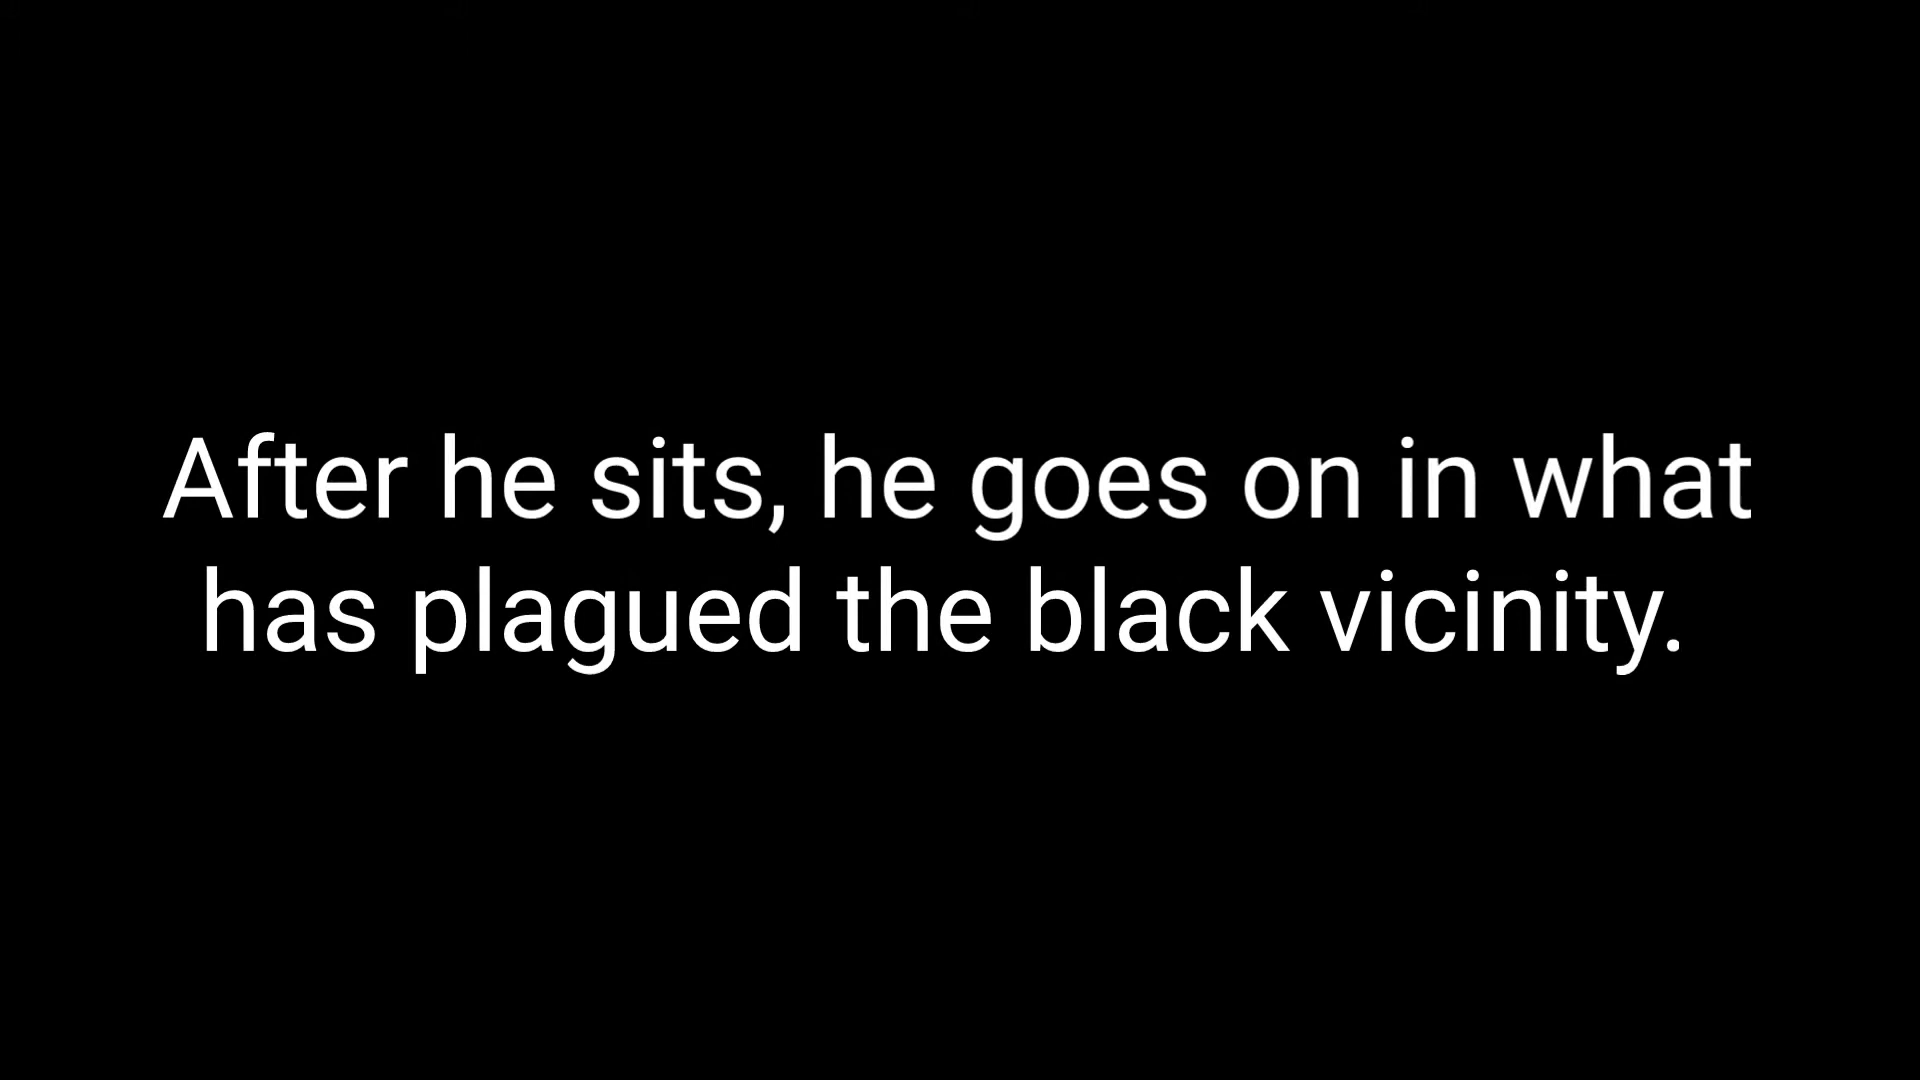 After he sits, he goes on in what
has plagued the black vicinity.